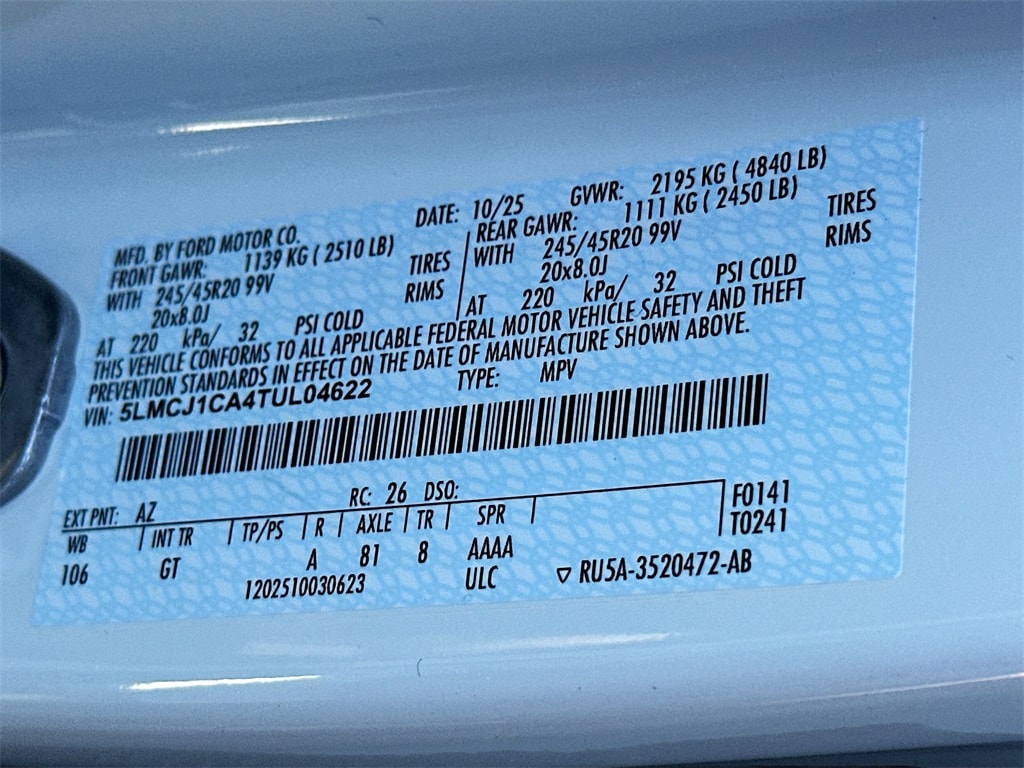 MFD. BY FORD MOTOR CO.
DATE: 10/25 GVWR: 2195 KG ( 4840 LB)
FRONT GAWR: 1139 KG ( 2510 LB)
WITH 245/45R20 99V TIRES
20x8.0J RIMS
AT 220 kPa/ 32 PSI COLD
REAR GAWR: 1111 KG ( 2450 LB)
WITH 245/45R20 99V TIRES
20x8.0J RIMS
AT 220 kPa/ 32 PSI COLD
THIS VEHICLE CONFORMS TO ALL APPLICABLE FEDERAL MOTOR VEHICLE SAFETY AND THEFT
PREVENTION STANDARDS IN EFFECT ON THE DATE OF MANUFACTURE SHOWN ABOVE.
VIN: 5LMCJ1CA4TUL04622 TYPE: MPV
EXT PNT: AZ RC: 26 DSO:
WB INT TR TP/PS R AXLE TR SPR
106 GT A 81 8 AAAA
F0141
T0241
1202510030623 ULC ▽ RU5A-3520472-AB